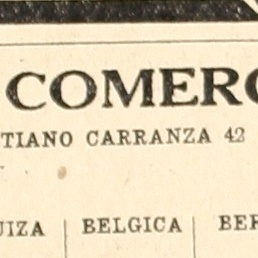 COMERC
TIANO CARRANZA 42
UIZA BELGICA BER